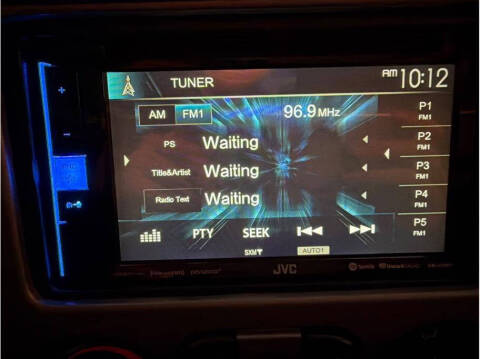 TUNER AM 10:12
AM FM1 96.9 MHz P1
FM1
PS Waiting P2
FM1
Title&Artist Waiting P3
FM1
Radio Text Waiting P4
FM1
PTY SEEK P5
FM1
AUTO1
JVC